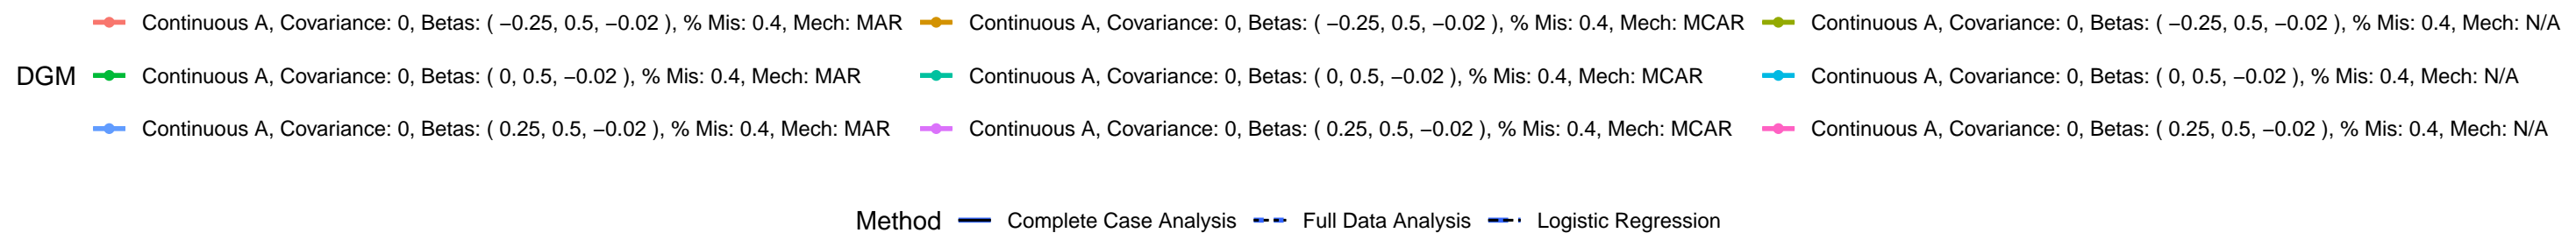 Continuous A, Covariance: 0, Betas: ( −0.25, 0.5, −0.02 ), % Mis: 0.4, Mech: MAR Continuous A, Covariance: 0, Betas: ( −0.25, 0.5, −0.02 ), % Mis: 0.4, Mech: MCAR Continuous A, Covariance: 0, Betas: ( −0.25, 0.5, −0.02 ), % Mis: 0.4, Mech: N/A
DGM Continuous A, Covariance: 0, Betas: ( 0, 0.5, −0.02 ), % Mis: 0.4, Mech: MAR Continuous A, Covariance: 0, Betas: ( 0, 0.5, −0.02 ), % Mis: 0.4, Mech: MCAR Continuous A, Covariance: 0, Betas: ( 0, 0.5, −0.02 ), % Mis: 0.4, Mech: N/A
Continuous A, Covariance: 0, Betas: ( 0.25, 0.5, −0.02 ), % Mis: 0.4, Mech: MAR Continuous A, Covariance: 0, Betas: ( 0.25, 0.5, −0.02 ), % Mis: 0.4, Mech: MCAR Continuous A, Covariance: 0, Betas: ( 0.25, 0.5, −0.02 ), % Mis: 0.4, Mech: N/A
Method Complete Case Analysis Full Data Analysis Logistic Regression